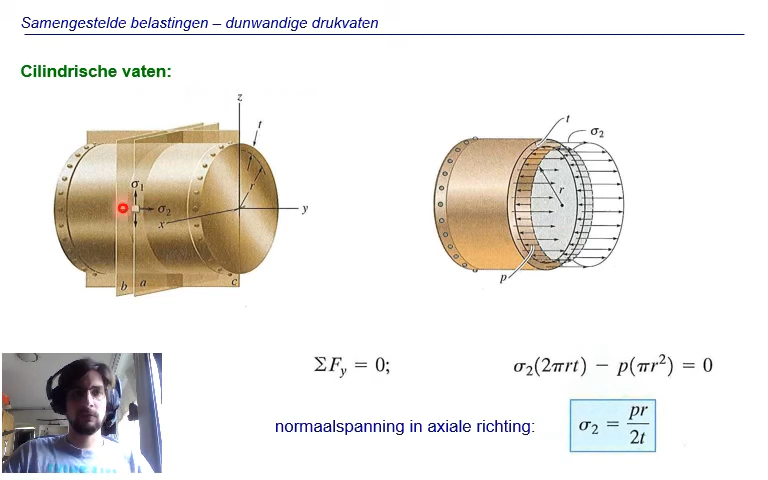 Samengestelde belastingen – dunwandige drukvaten
Cilindrische vaten:
z
t
r
σ1
σ2
x
y
b a c
t
σ2
r
p
ΣFy = 0; σ2(2πrt) − p(πr²) = 0
normaalspanning in axiale richting: σ2 = pr/2t